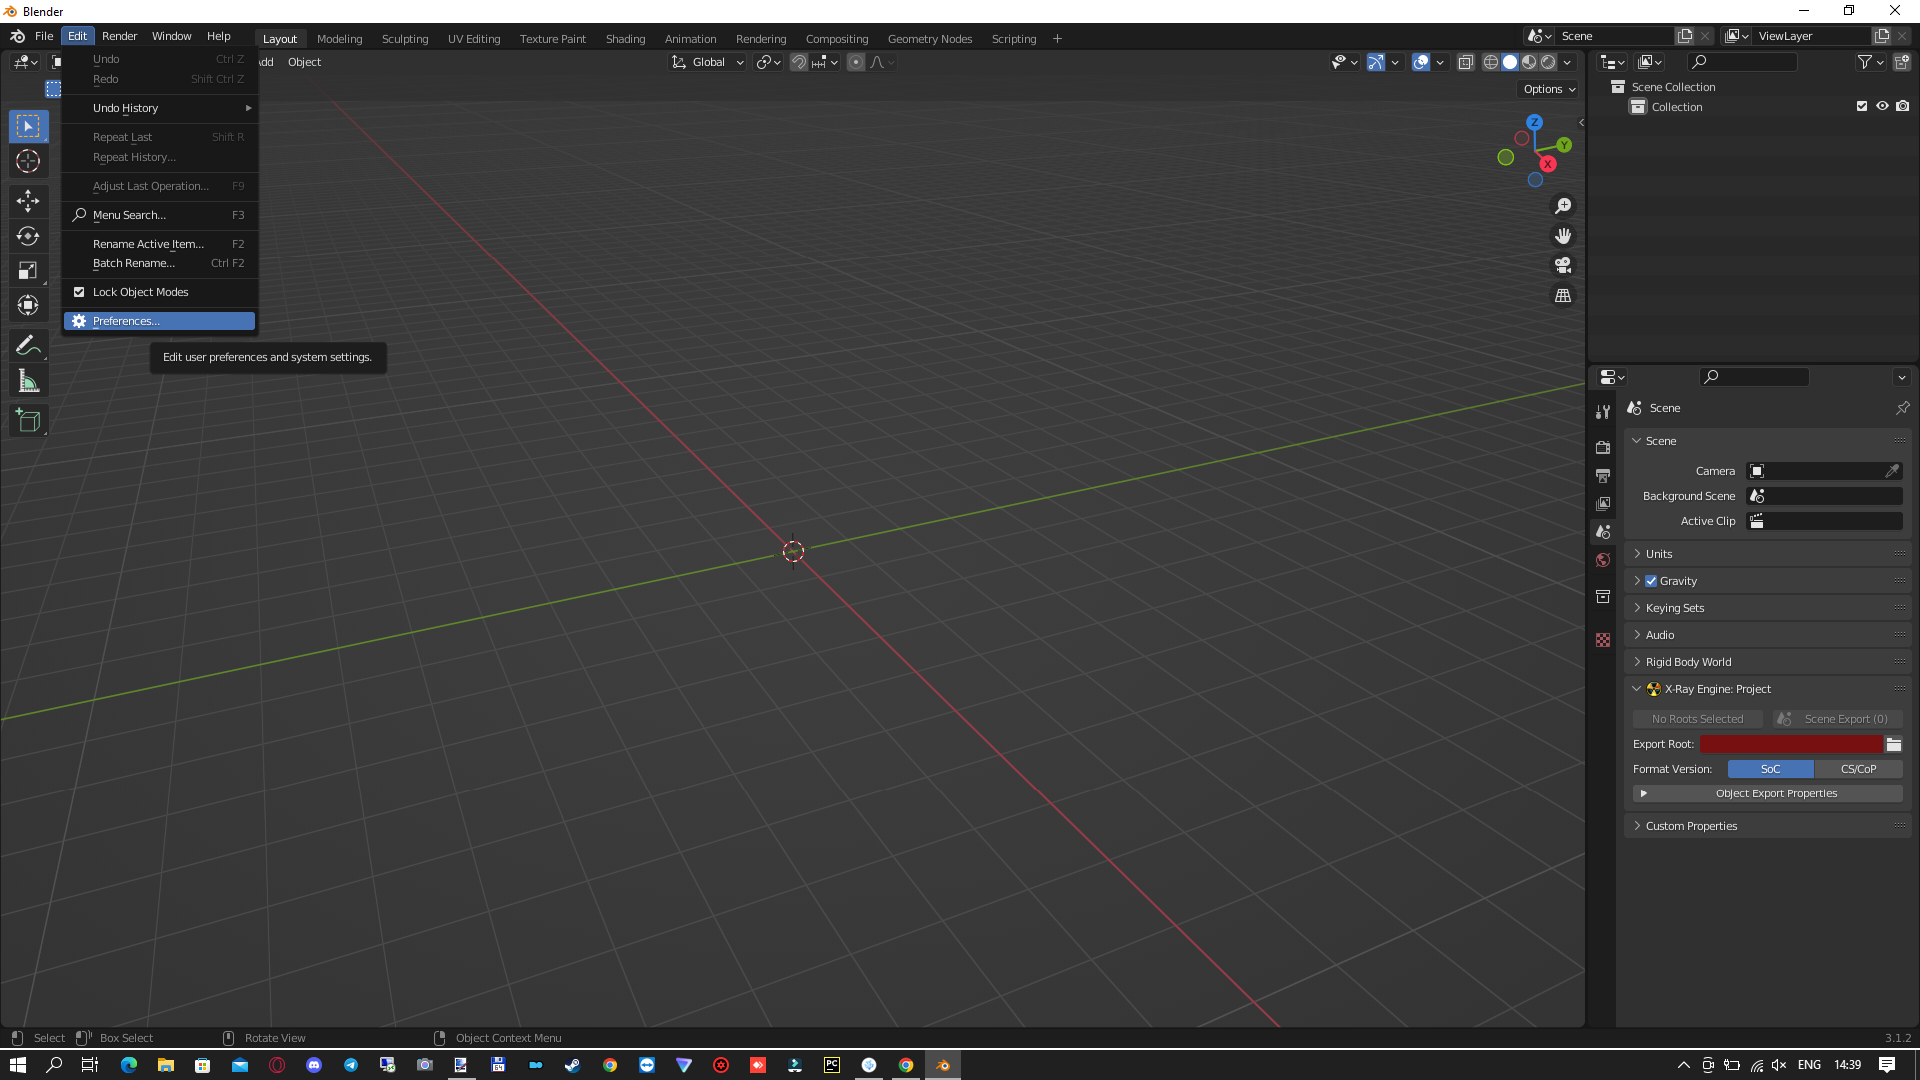 Blender
File Edit Render Window Help Layout Modeling Sculpting UV Editing Texture Paint Shading Animation Rendering Compositing Geometry Nodes Scripting + Scene ViewLayer
Undo Ctrl Z
dd Object Global
Redo Shift Ctrl Z
Options
Undo History
Repeat Last Shift R
Repeat History...
Adjust Last Operation... F9
Menu Search... F3
Rename Active Item... F2
Batch Rename... Ctrl F2
Lock Object Modes
Preferences...
Edit user preferences and system settings.
Z
Y
X
Scene Collection
Collection
Scene
Scene
Camera
Background Scene
Active Clip
Units
Gravity
Keying Sets
Audio
Rigid Body World
X-Ray Engine: Project
No Roots Selected Scene Export (0)
Export Root:
Format Version: SoC CS/CoP
Object Export Properties
Custom Properties
Select Box Select Rotate View Object Context Menu 3.1.2
64 PC ENG 14:39